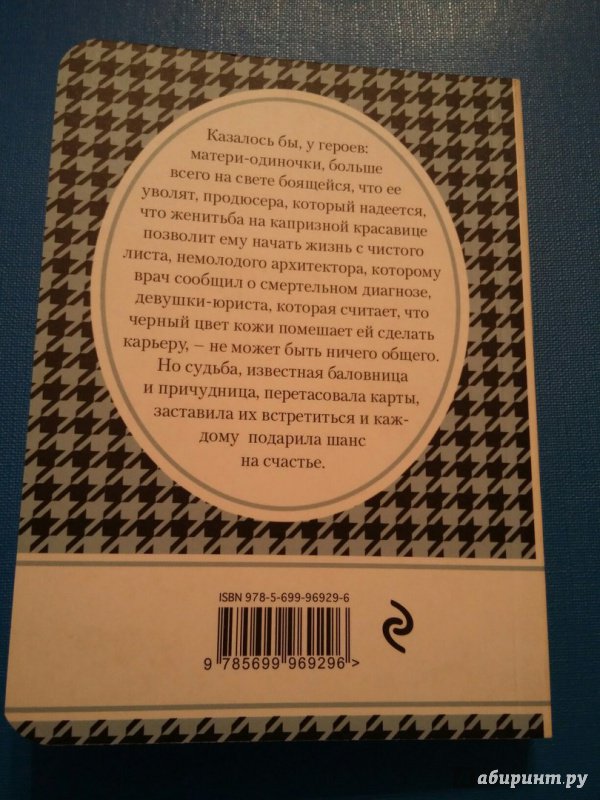 Казалось бы, у героев:
матери-одиночки, больше
всего на свете боящейся, что ее
уволят, продюсера, который надеется,
что женитьба на капризной красавице
позволит ему начать жизнь с чистого
листа, немолодого архитектора, которому
врач сообщил о смертельном диагнозе,
девушки-юриста, которая считает, что
черный цвет кожи помешает ей сделать
карьеру, – не может быть ничего общего.
Но судьба, известная баловница
и причудница, перетасовала карты,
заставила их встретиться и каж-
дому подарила шанс
на счастье.
ISBN 978-5-699-96929-6
9 785699 969296 >
абиринт.ру